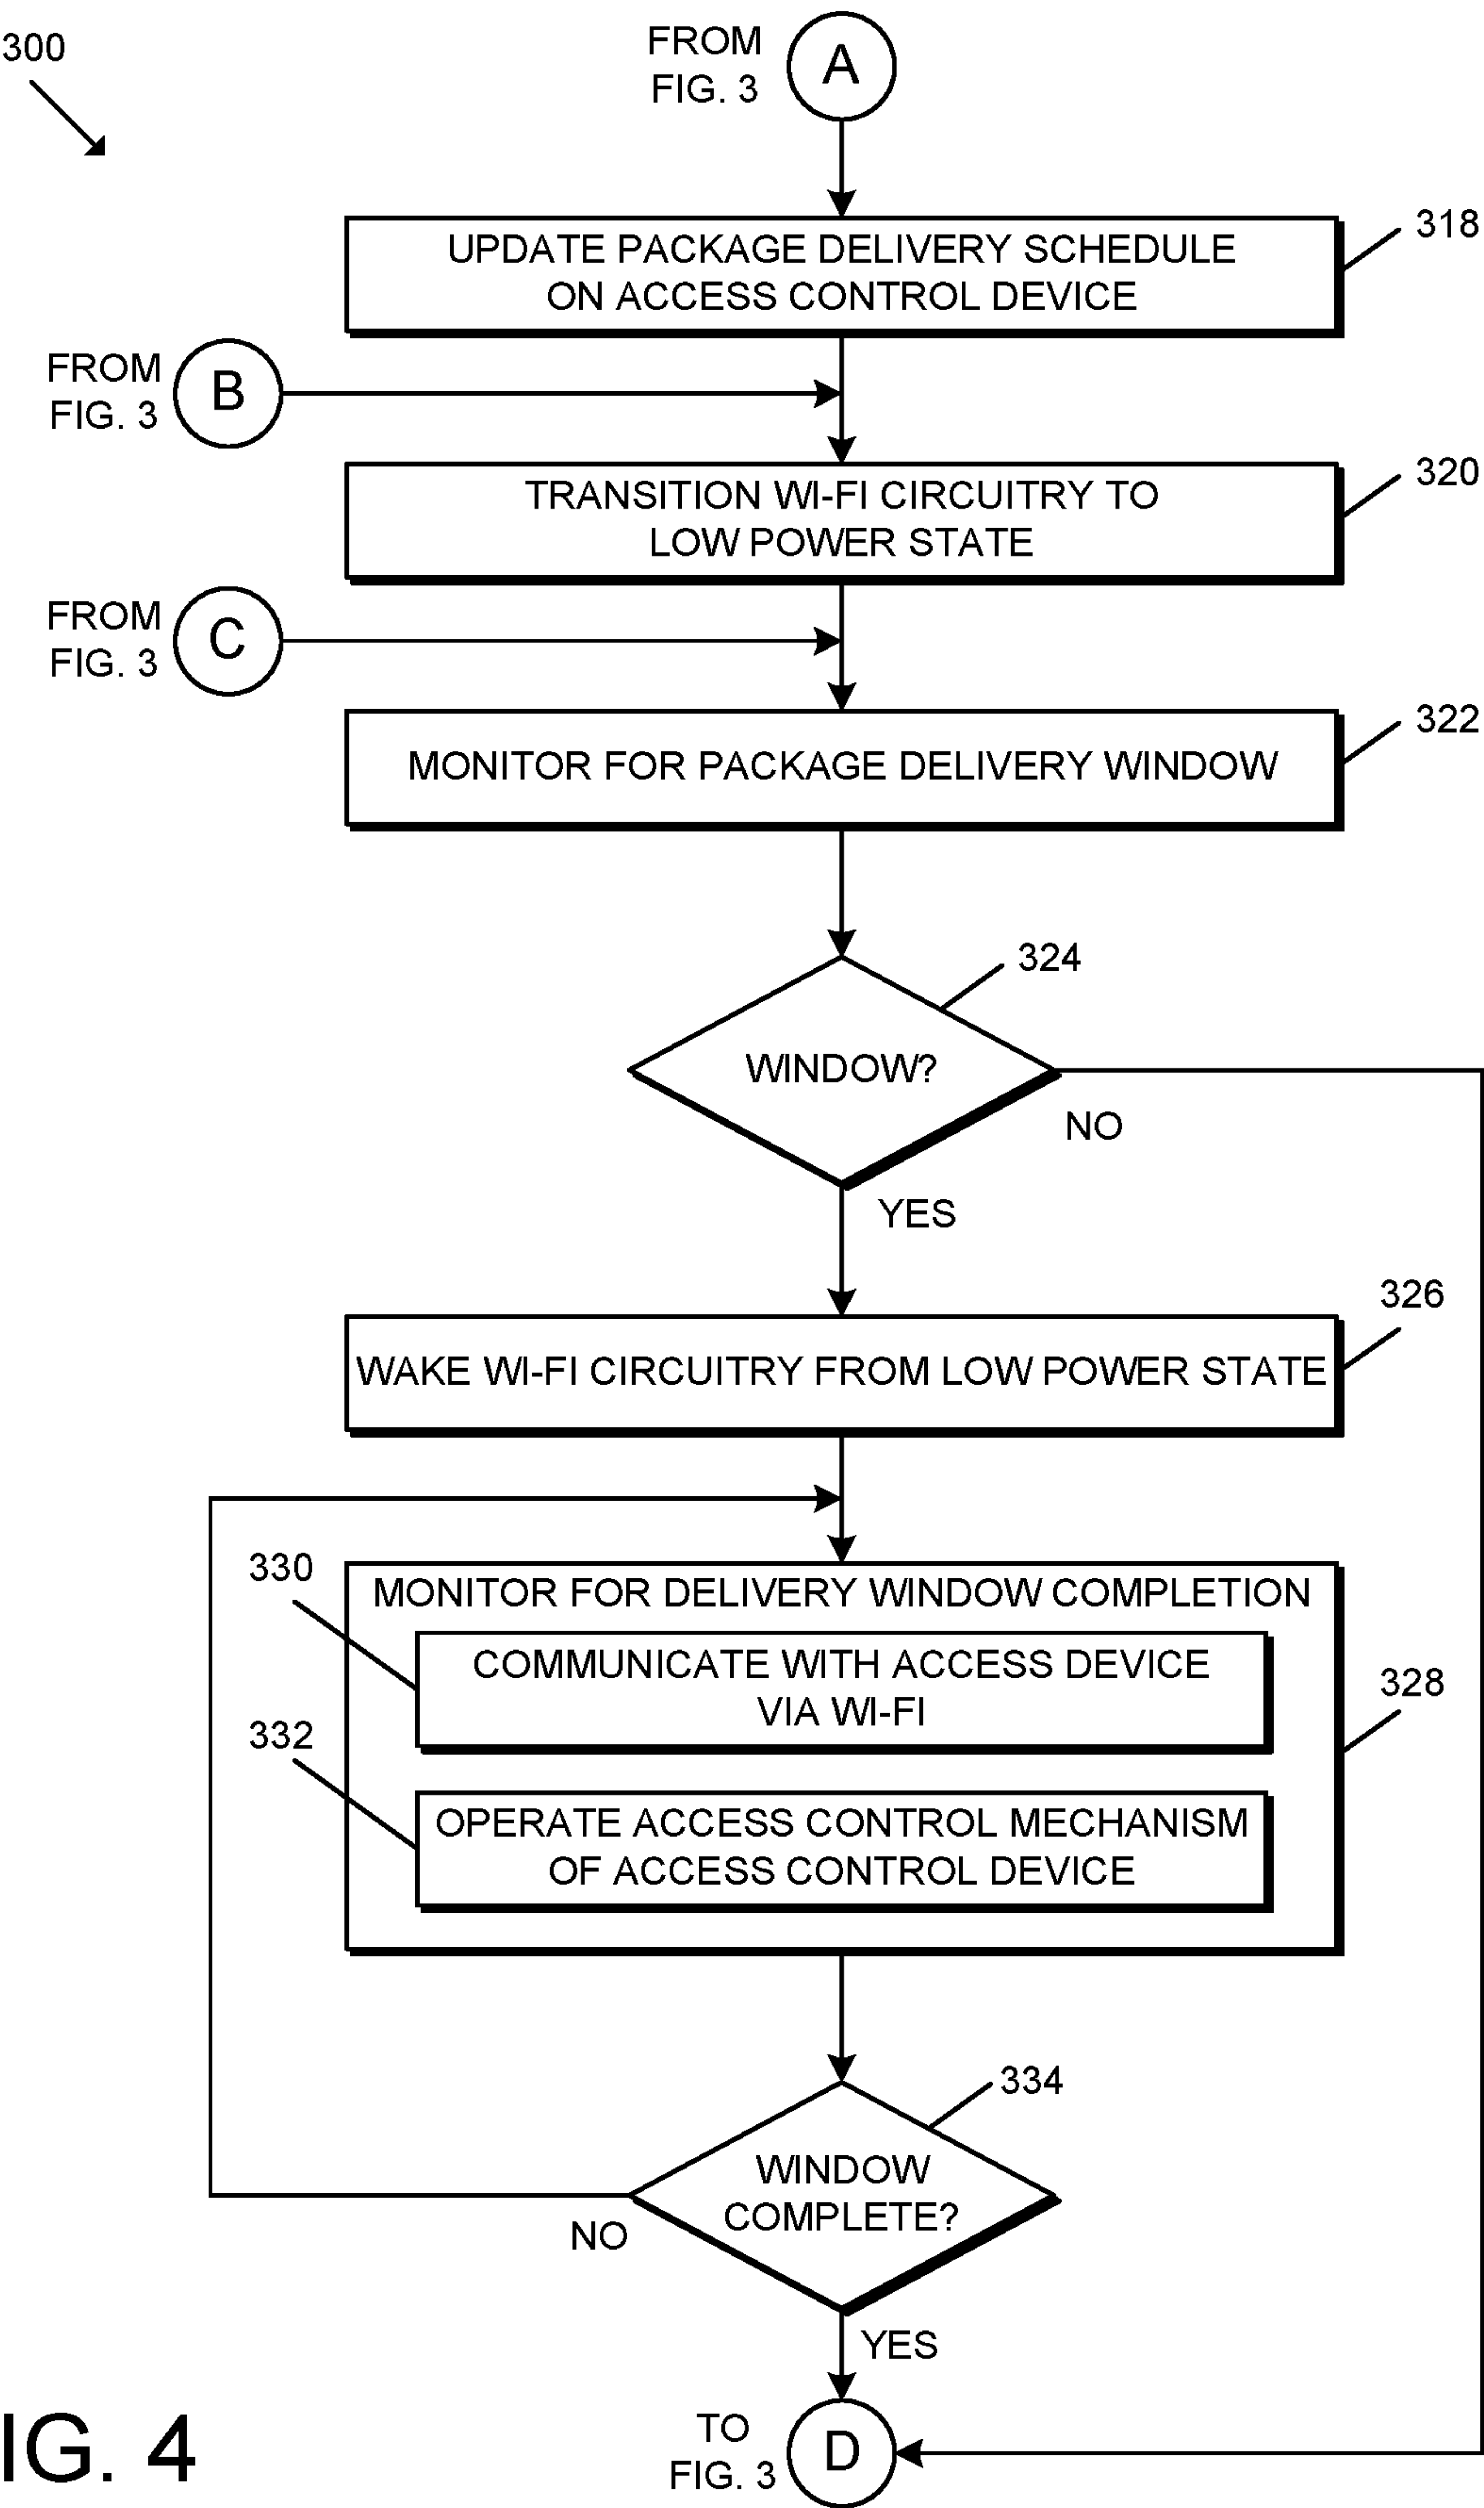 300
FROM
FIG. 3
A
UPDATE PACKAGE DELIVERY SCHEDULE
ON ACCESS CONTROL DEVICE
318
FROM
FIG. 3
B
TRANSITION WI-FI CIRCUITRY TO
LOW POWER STATE
320
FROM
FIG. 3
C
MONITOR FOR PACKAGE DELIVERY WINDOW
322
324
WINDOW?
NO
YES
326
WAKE WI-FI CIRCUITRY FROM LOW POWER STATE
330
MONITOR FOR DELIVERY WINDOW COMPLETION
COMMUNICATE WITH ACCESS DEVICE
VIA WI-FI
328
332
OPERATE ACCESS CONTROL MECHANISM
OF ACCESS CONTROL DEVICE
334
WINDOW
COMPLETE?
NO
YES
TO
FIG. 3
D
IG. 4